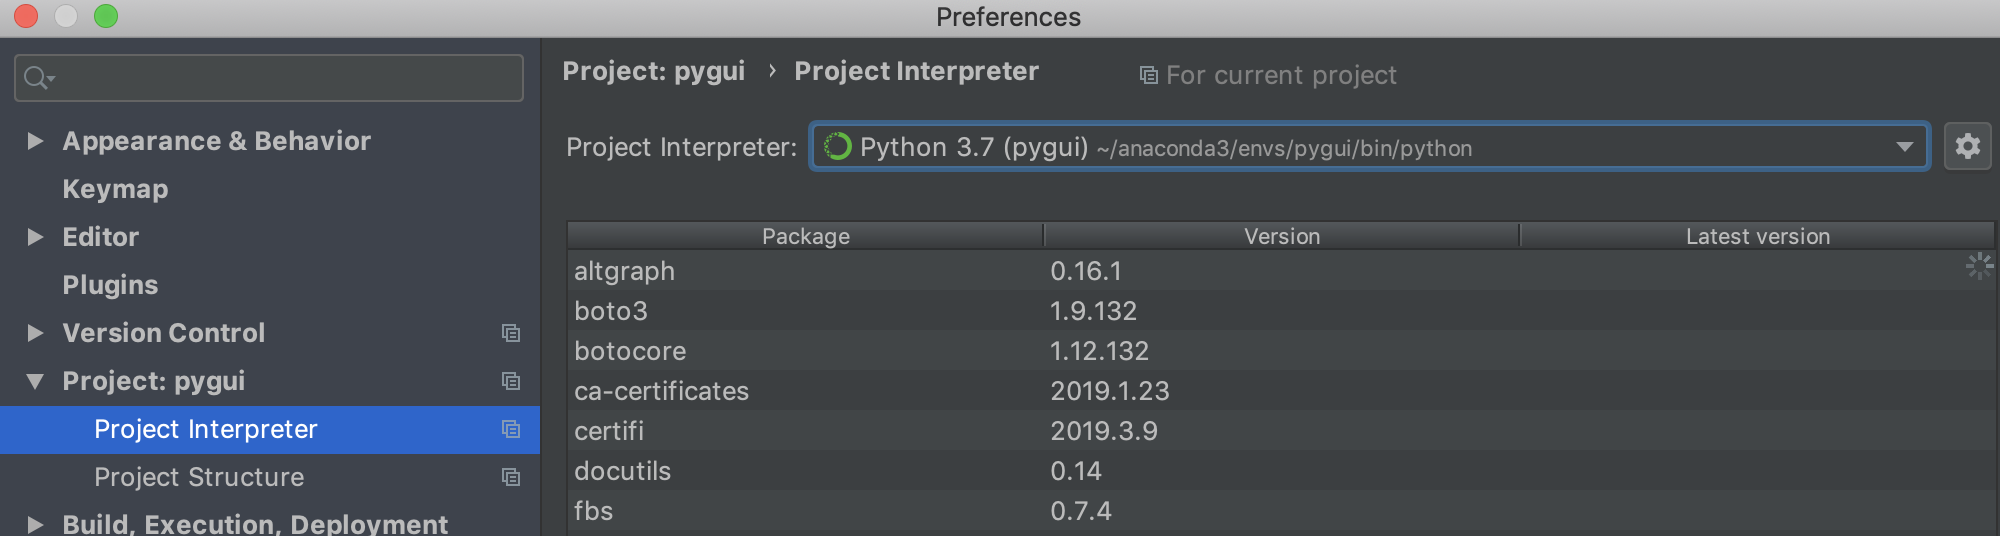 Preferences
Appearance & Behavior
Keymap
Editor
Plugins
Version Control
Project: pygui
Project Interpreter
Project Structure
Build, Execution, Deployment
Project: pygui › Project Interpreter For current project
Project Interpreter: Python 3.7 (pygui) ~/anaconda3/envs/pygui/bin/python
Package Version Latest version
altgraph 0.16.1
boto3 1.9.132
botocore 1.12.132
ca-certificates 2019.1.23
certifi 2019.3.9
docutils 0.14
fbs 0.7.4